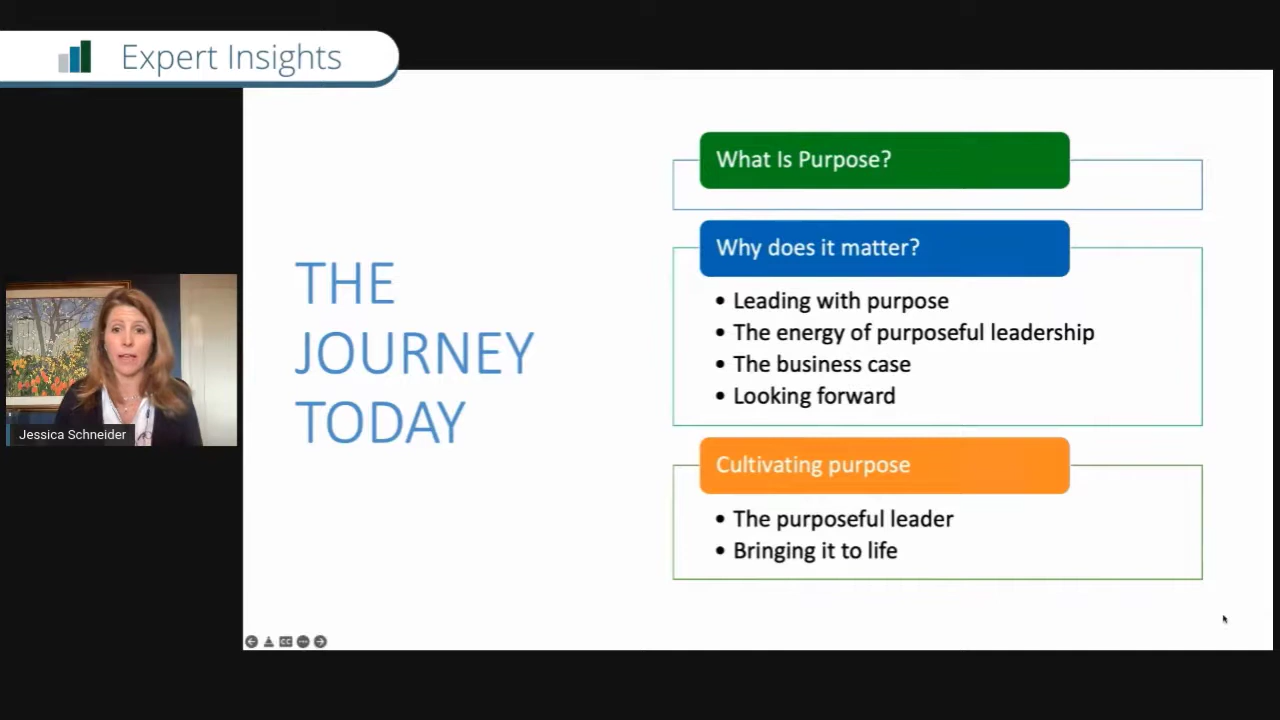 Expert Insights
THE
JOURNEY
TODAY
What Is Purpose?
Why does it matter?
• Leading with purpose
• The energy of purposeful leadership
• The business case
• Looking forward
Cultivating purpose
• The purposeful leader
• Bringing it to life
Jessica Schneider
CC